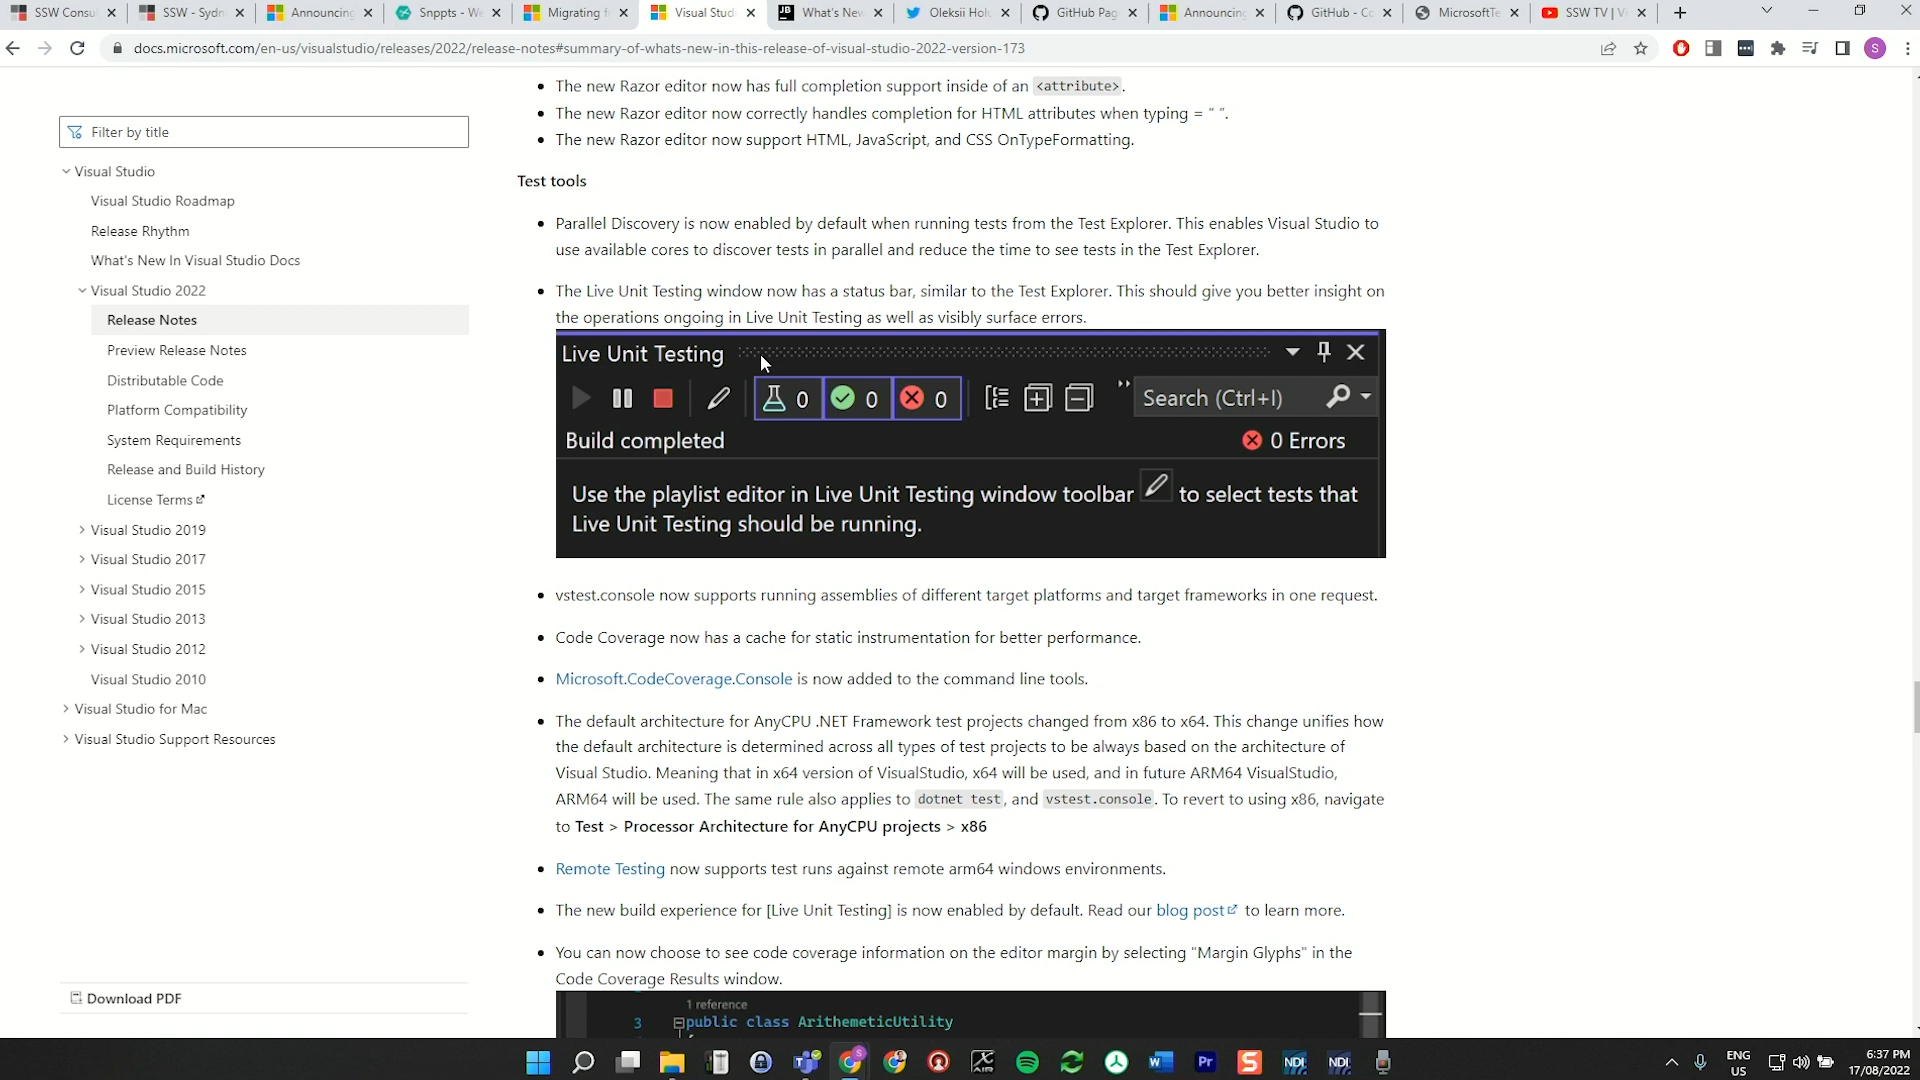 SSW Consu
SSW - Sydn
Announcing
Snppts - We
Migrating f
Visual Stud
What's New
Oleksii Hol
GitHub Pag
Announcing
GitHub - Co
MicrosoftTe
SSW TV | Vi
docs.microsoft.com/en-us/visualstudio/releases/2022/release-notes#summary-of-whats-new-in-this-release-of-visual-studio-2022-version-173
S
Filter by title
Visual Studio
Visual Studio Roadmap
Release Rhythm
What's New In Visual Studio Docs
Visual Studio 2022
Release Notes
Preview Release Notes
Distributable Code
Platform Compatibility
System Requirements
Release and Build History
License Terms
Visual Studio 2019
Visual Studio 2017
Visual Studio 2015
Visual Studio 2013
Visual Studio 2012
Visual Studio 2010
Visual Studio for Mac
Visual Studio Support Resources
Download PDF
• The new Razor editor now has full completion support inside of an <attribute>.
• The new Razor editor now correctly handles completion for HTML attributes when typing = “ ”.
• The new Razor editor now support HTML, JavaScript, and CSS OnTypeFormatting.
Test tools
• Parallel Discovery is now enabled by default when running tests from the Test Explorer. This enables Visual Studio to
use available cores to discover tests in parallel and reduce the time to see tests in the Test Explorer.
• The Live Unit Testing window now has a status bar, similar to the Test Explorer. This should give you better insight on
the operations ongoing in Live Unit Testing as well as visibly surface errors.
Live Unit Testing
0 0 0 Search (Ctrl+I)
Build completed 0 Errors
Use the playlist editor in Live Unit Testing window toolbar to select tests that
Live Unit Testing should be running.
• vstest.console now supports running assemblies of different target platforms and target frameworks in one request.
• Code Coverage now has a cache for static instrumentation for better performance.
• Microsoft.CodeCoverage.Console is now added to the command line tools.
• The default architecture for AnyCPU .NET Framework test projects changed from x86 to x64. This change unifies how
the default architecture is determined across all types of test projects to be always based on the architecture of
Visual Studio. Meaning that in x64 version of VisualStudio, x64 will be used, and in future ARM64 VisualStudio,
ARM64 will be used. The same rule also applies to dotnet test, and vstest.console. To revert to using x86, navigate
to Test > Processor Architecture for AnyCPU projects > x86
• Remote Testing now supports test runs against remote arm64 windows environments.
• The new build experience for [Live Unit Testing] is now enabled by default. Read our blog post to learn more.
• You can now choose to see code coverage information on the editor margin by selecting "Margin Glyphs" in the
Code Coverage Results window.
1 reference
3 public class ArithemeticUtility
ENG
US
6:37 PM
17/08/2022